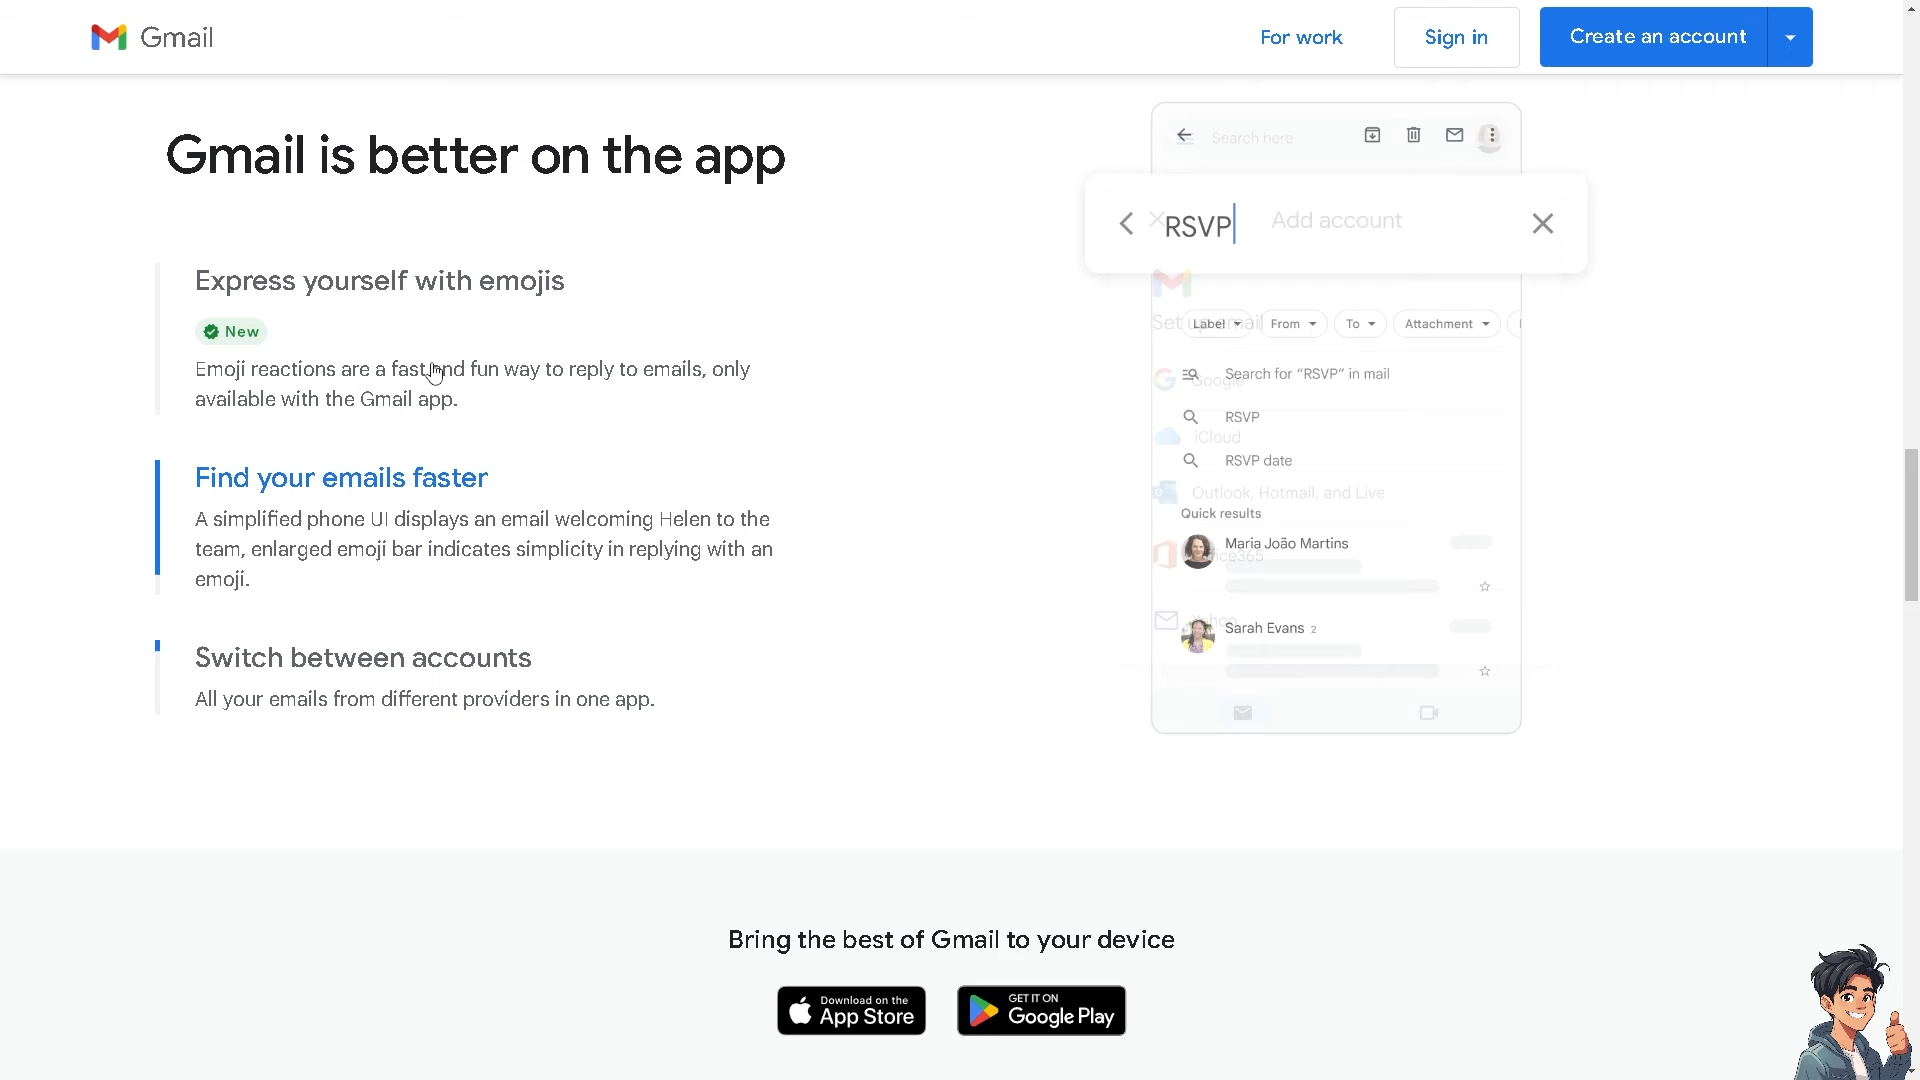 Gmail
For work
Sign in
Create an account
Gmail is better on the app
Express yourself with emojis
New
Emoji reactions are a fast and fun way to reply to emails, only
available with the Gmail app.
Find your emails faster
A simplified phone UI displays an email welcoming Helen to the
team, enlarged emoji bar indicates simplicity in replying with an
emoji.
Switch between accounts
All your emails from different providers in one app.
Search here
RSVP
Add account
Set up email
Label
From
To
Attachment
Search for “RSVP” in mail
Google
RSVP
iCloud
RSVP date
Outlook, Hotmail, and Live
Quick results
Maria João Martins
Sarah Evans 2
Bring the best of Gmail to your device
Download on the
App Store
GET IT ON
Google Play